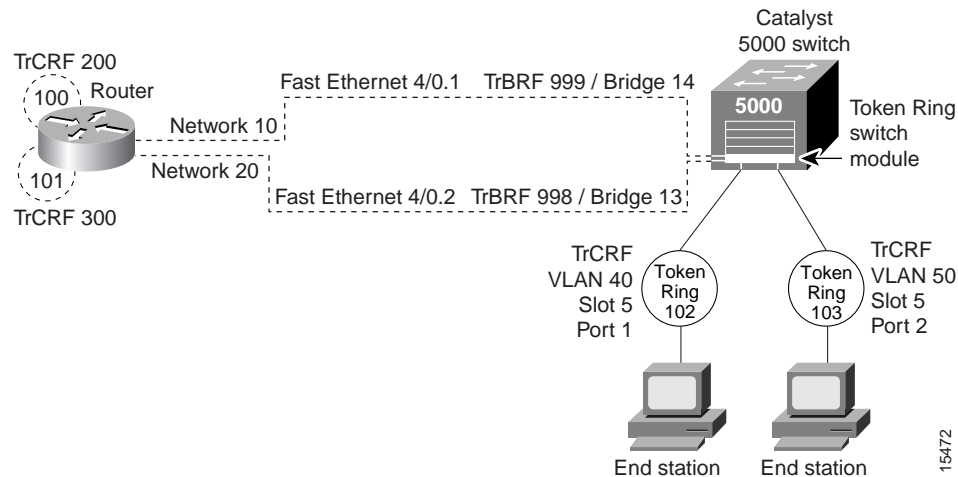 Catalyst
5000 switch
TrCRF 200
100
Router
Fast Ethernet 4/0.1 TrBRF 999 / Bridge 14
5000
Token Ring
switch
module
Network 10
Network 20
101
TrCRF 300
Fast Ethernet 4/0.2 TrBRF 998 / Bridge 13
TrCRF
VLAN 40
Slot 5
Port 1
Token
Ring
102
Token
Ring
103
TrCRF
VLAN 50
Slot 5
Port 2
End station
End station
15472